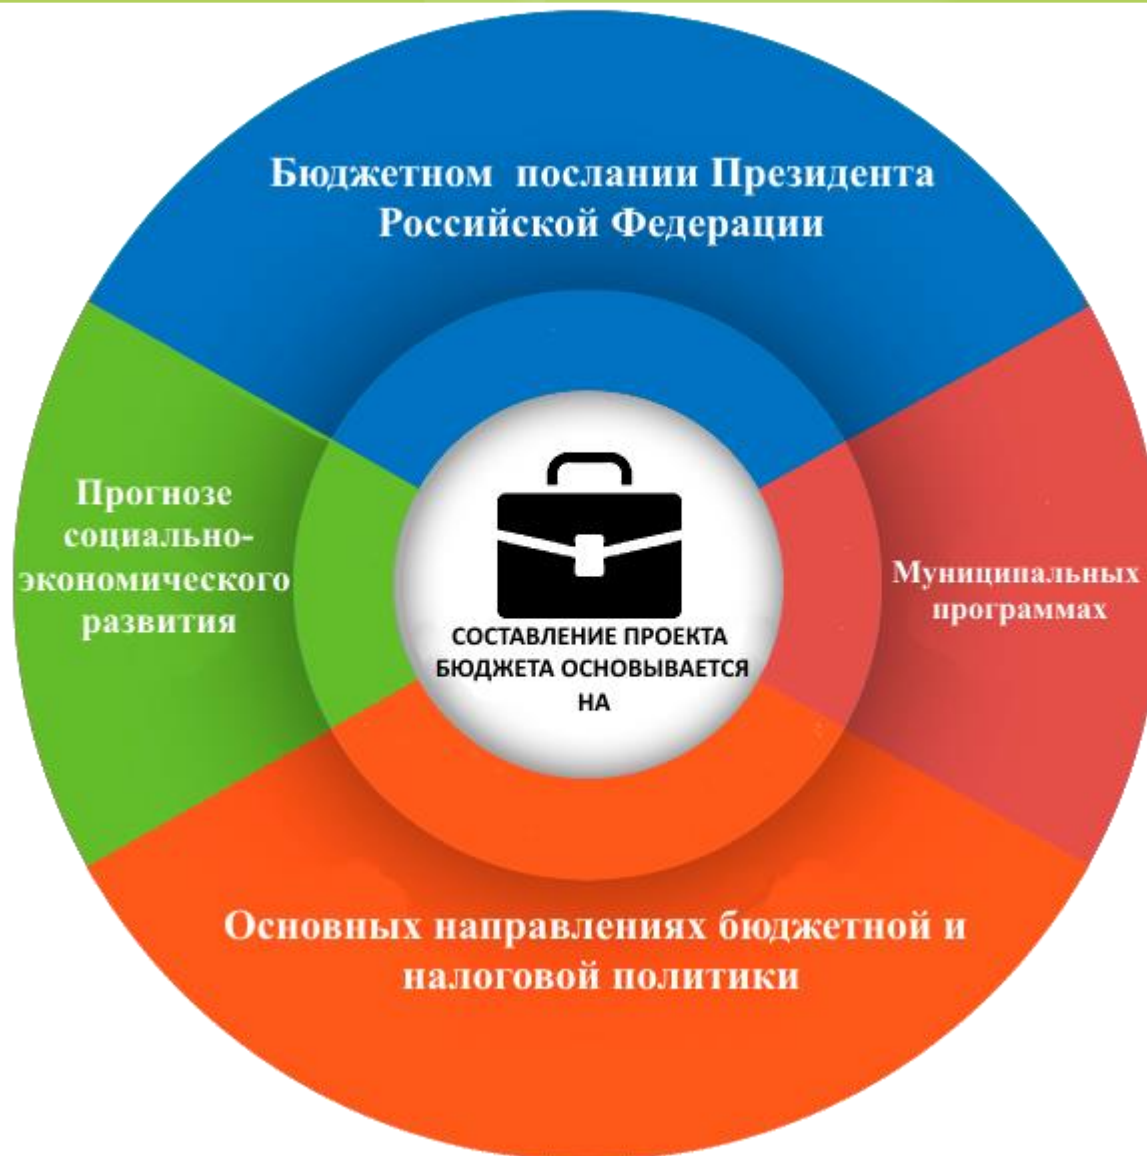 Бюджетном послании Президента
Российской Федерации
Прогнозе
социально-
экономического
развития
СОСТАВЛЕНИЕ ПРОЕКТА
БЮДЖЕТА ОСНОВЫВАЕТСЯ
НА
Муниципальных
программах
Основных направлениях бюджетной и
налоговой политики